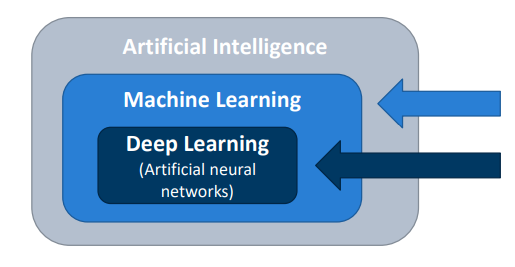 Artificial Intelligence
Machine Learning
Deep Learning
(Artificial neural
networks)